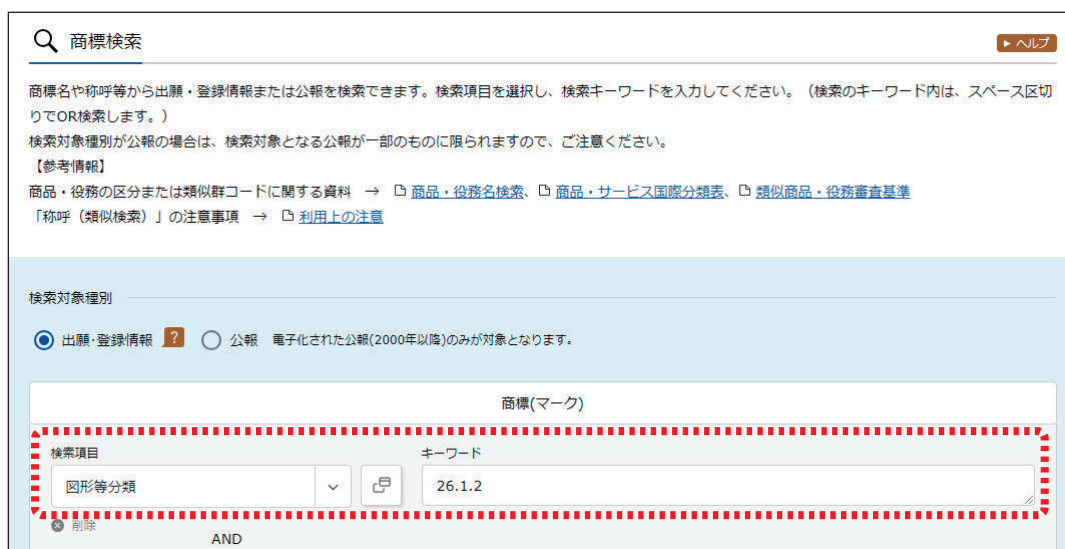 商標検索
ヘルプ
商標名や称呼等から出願・登録情報または公報を検索できます。検索項目を選択し、検索キーワードを入力してください。（検索のキーワード内は、スペース区切
りでOR検索します。）
検索対象種別が公報の場合は、検索対象となる公報が一部のものに限られますので、ご注意ください。
【参考情報】
商品・役務の区分または類似群コードに関する資料 → 商品・役務名検索、商品・サービス国際分類表、類似商品・役務審査基準
「称呼（類似検索）」の注意事項 → 利用上の注意
検索対象種別
出願・登録情報 ? 公報 電子化された公報(2000年以降)のみが対象となります。
商標(マーク)
検索項目 キーワード
図形等分類 26.1.2
削除
AND